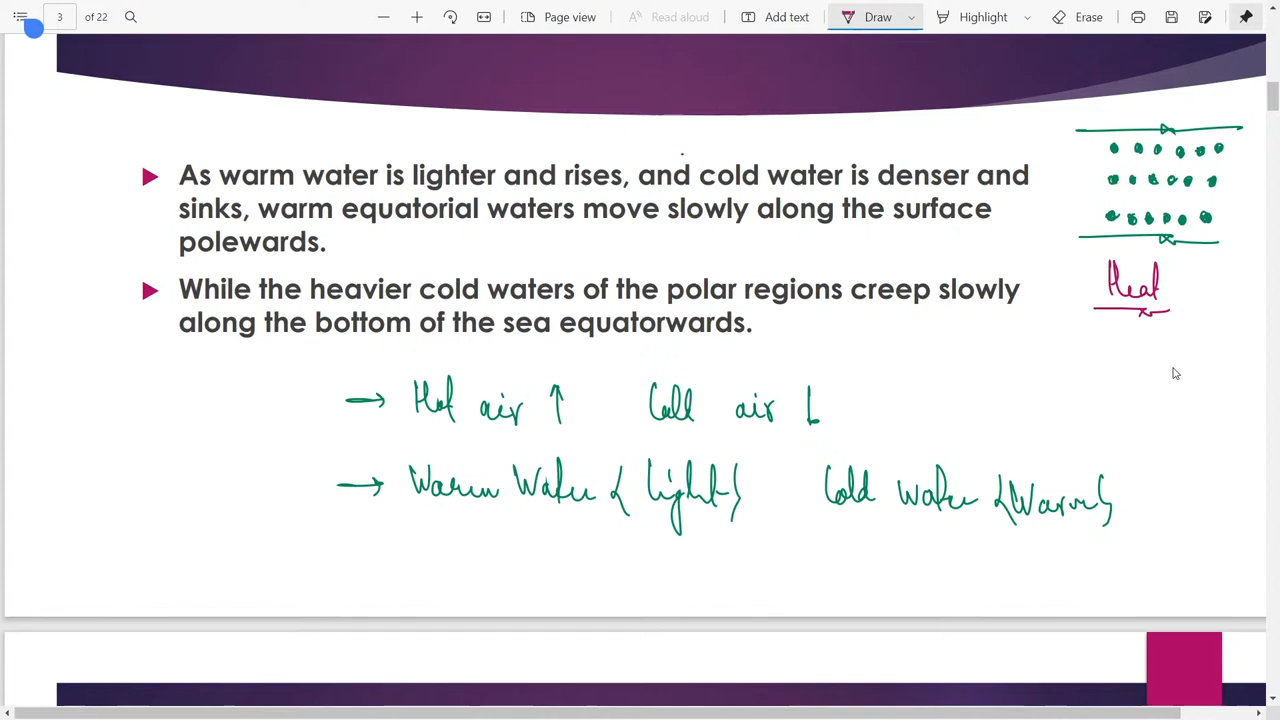 3 of 22 Page view Read aloud Add text Draw Highlight Erase
As warm water is lighter and rises, and cold water is denser and
sinks, warm equatorial waters move slowly along the surface
polewards.
Heat
While the heavier cold waters of the polar regions creep slowly
along the bottom of the sea equatorwards.
→ Hot air ↑ Cold air ↓
→ Warm Water { Light } Cold water {Warm}